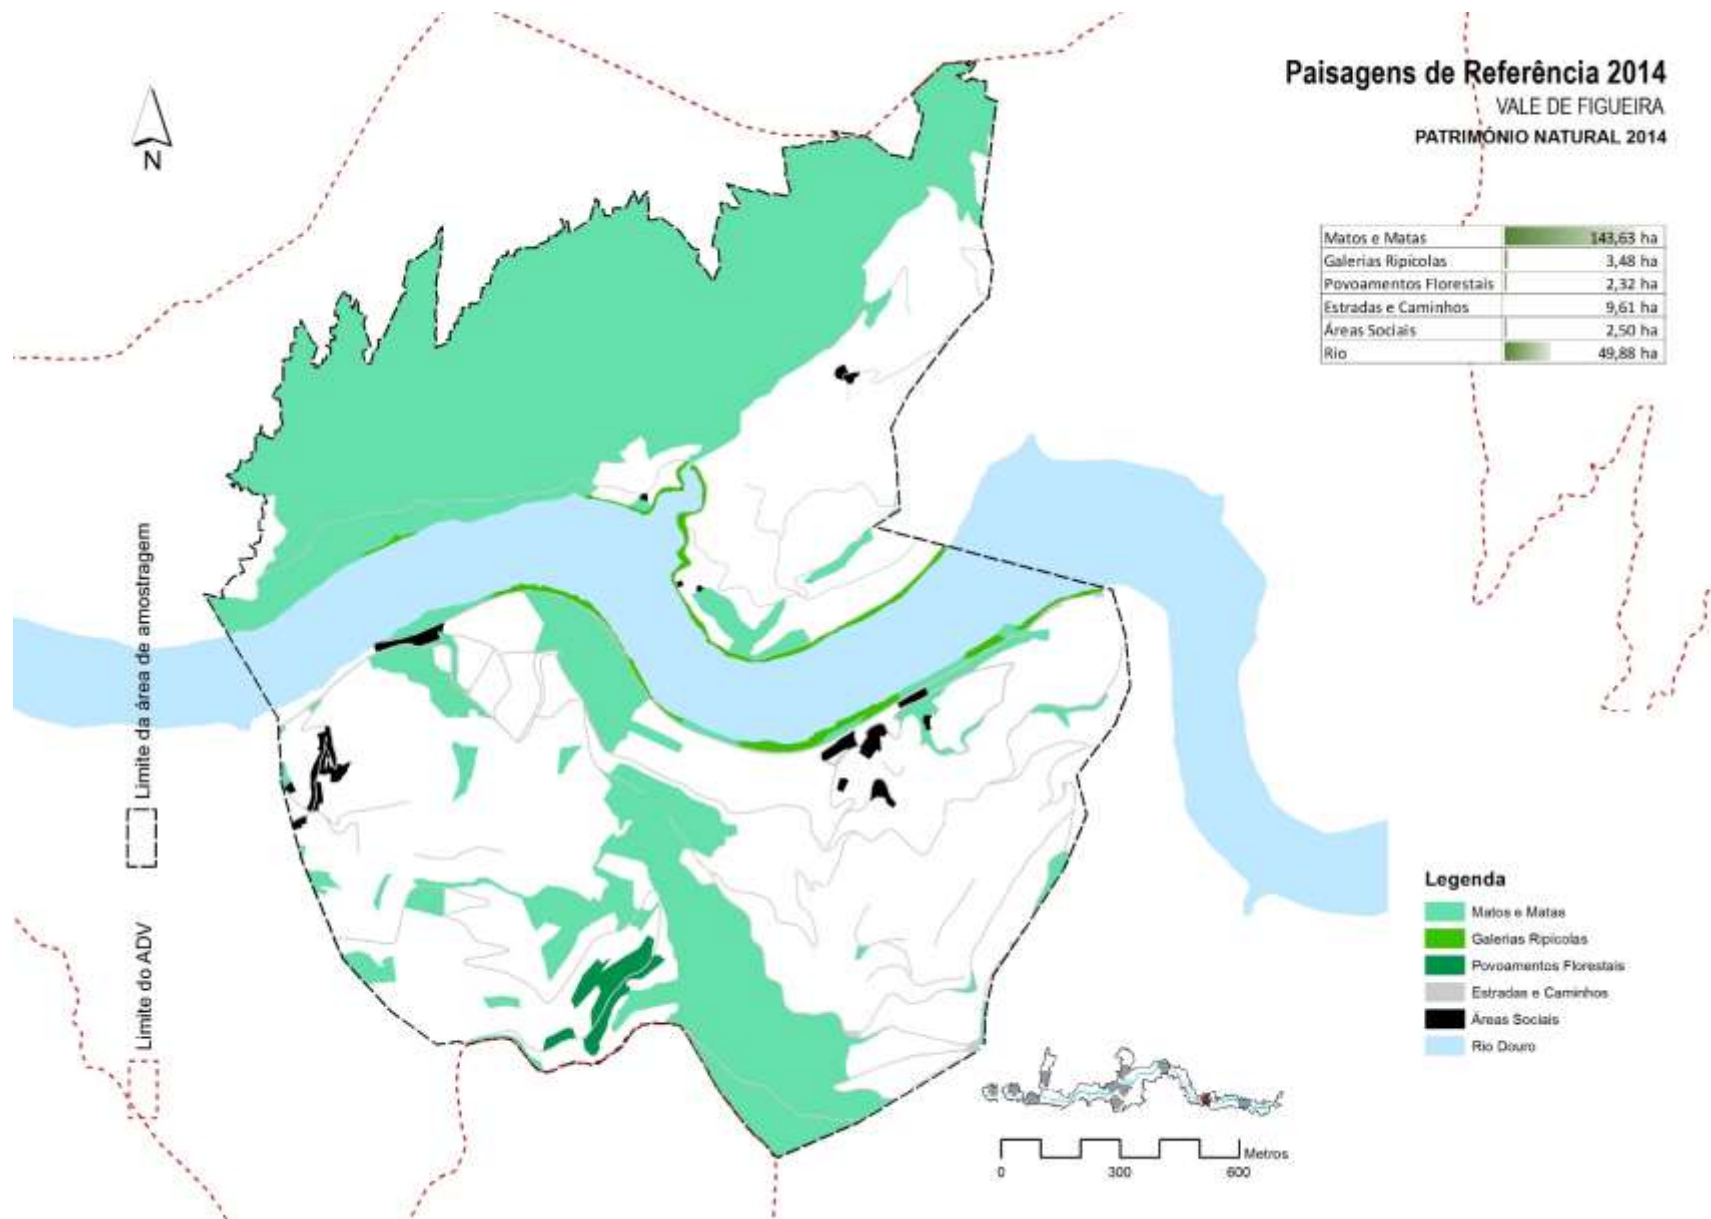 Paisagens de Referência 2014
VALE DE FIGUEIRA
PATRIMÓNIO NATURAL 2014
N
Matos e Matas 143,63 ha
Galerias Ripícolas 3,48 ha
Povoamentos Florestais 2,32 ha
Estradas e Caminhos 9,61 ha
Áreas Sociais 2,50 ha
Rio 49,88 ha
Limite da área de amostragem
Limite do ADV
Legenda
Matos e Matas
Galerias Ripícolas
Povoamentos Florestais
Estradas e Caminhos
Áreas Sociais
Rio Douro
Metros
0 300 600